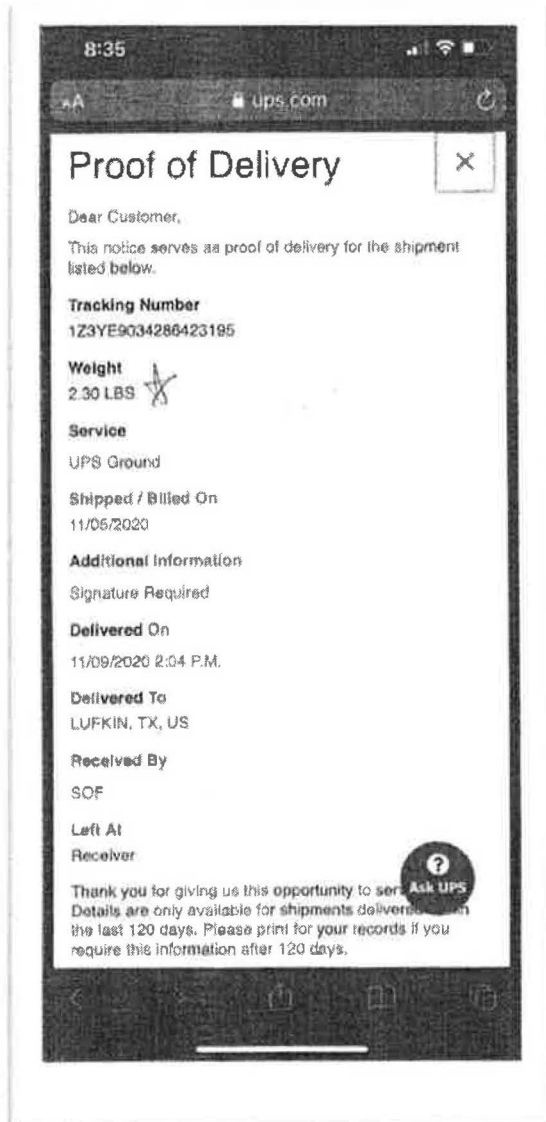 8:35
AA
ups.com
Proof of Delivery
Dear Customer,
This notice serves as proof of delivery for the shipment
listed below.
Tracking Number
1Z3YE9034286423195
Weight
2.30 LBS
Service
UPS Ground
Shipped / Billed On
11/05/2020
Additional Information
Signature Required
Delivered On
11/09/2020 2:04 P.M.
Delivered To
LUFKIN, TX, US
Received By
SOF
Left At
Receiver
Ask UPS
Thank you for giving us this opportunity to ser
Details are only available for shipments delivere
the last 120 days. Please print for your records if you
require this information after 120 days.